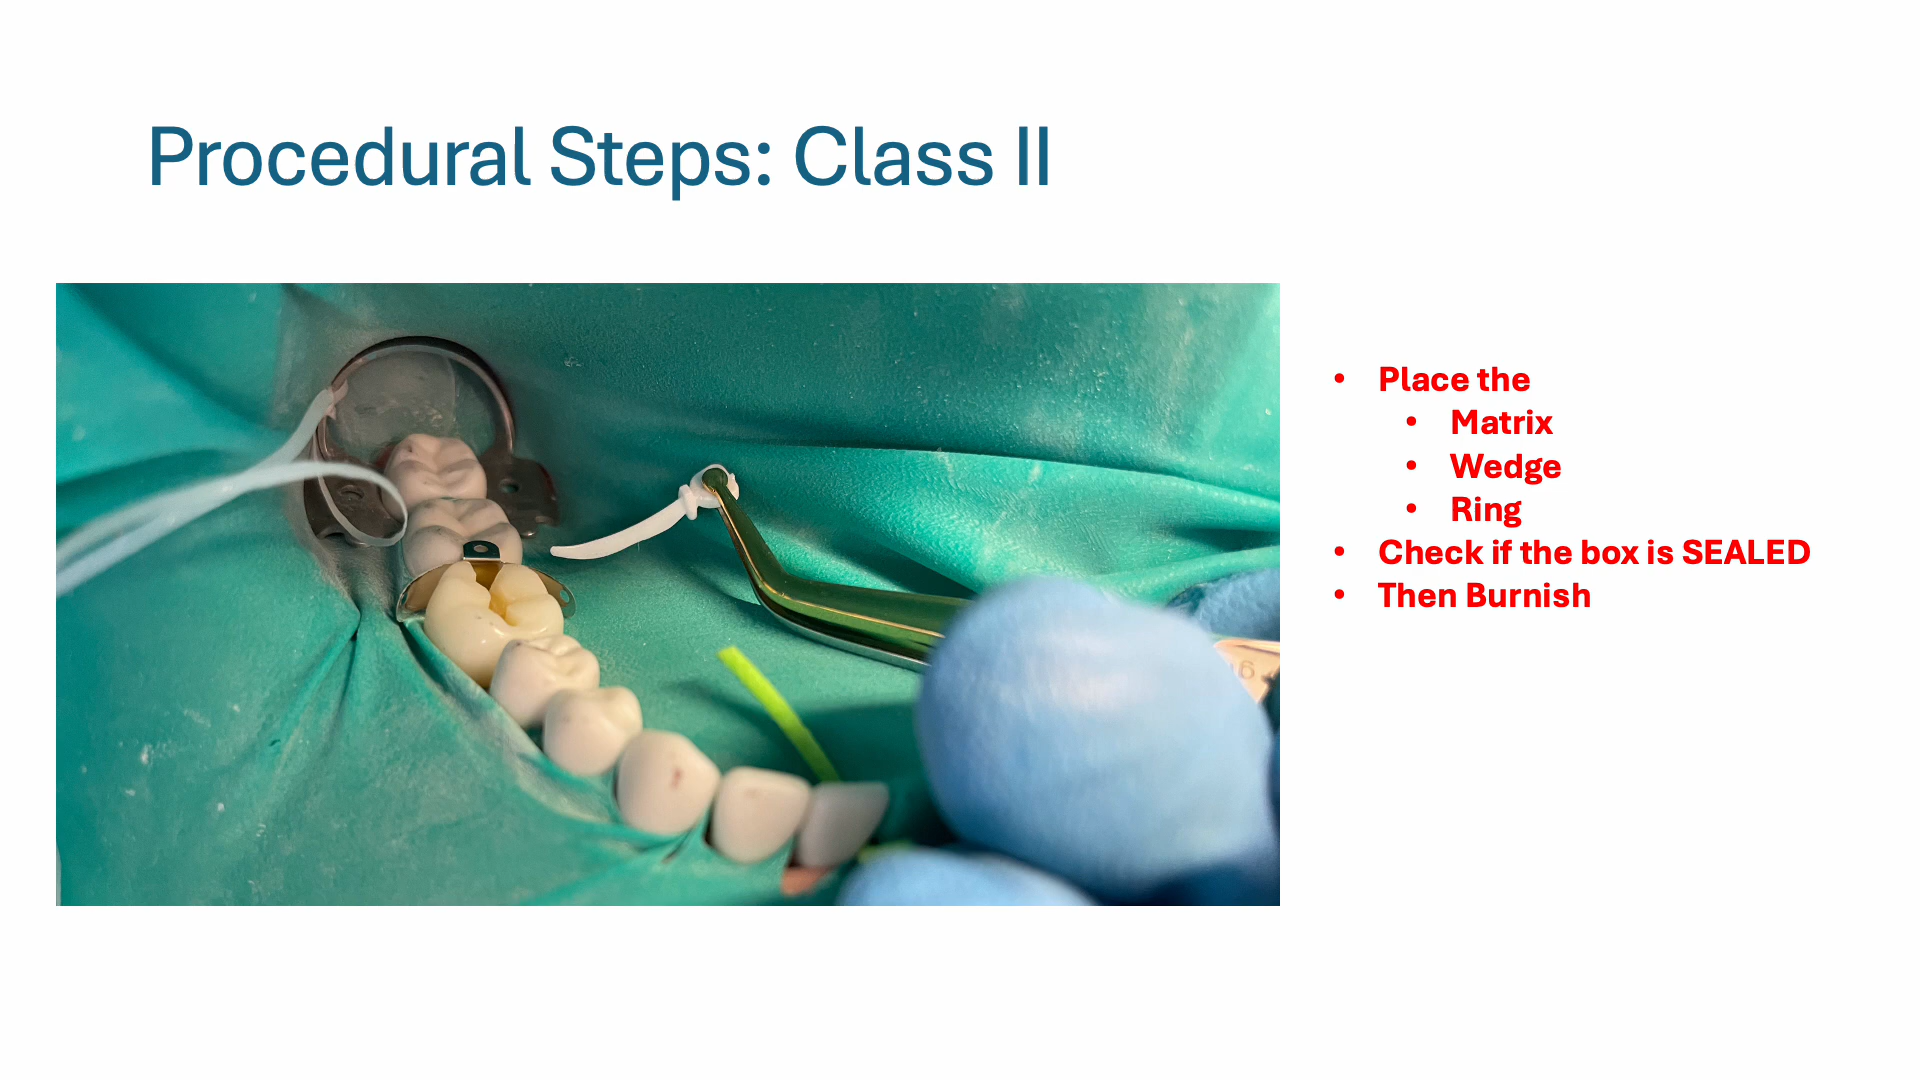 Procedural Steps: Class II
• Place the
• Matrix
• Wedge
• Ring
• Check if the box is SEALED
• Then Burnish